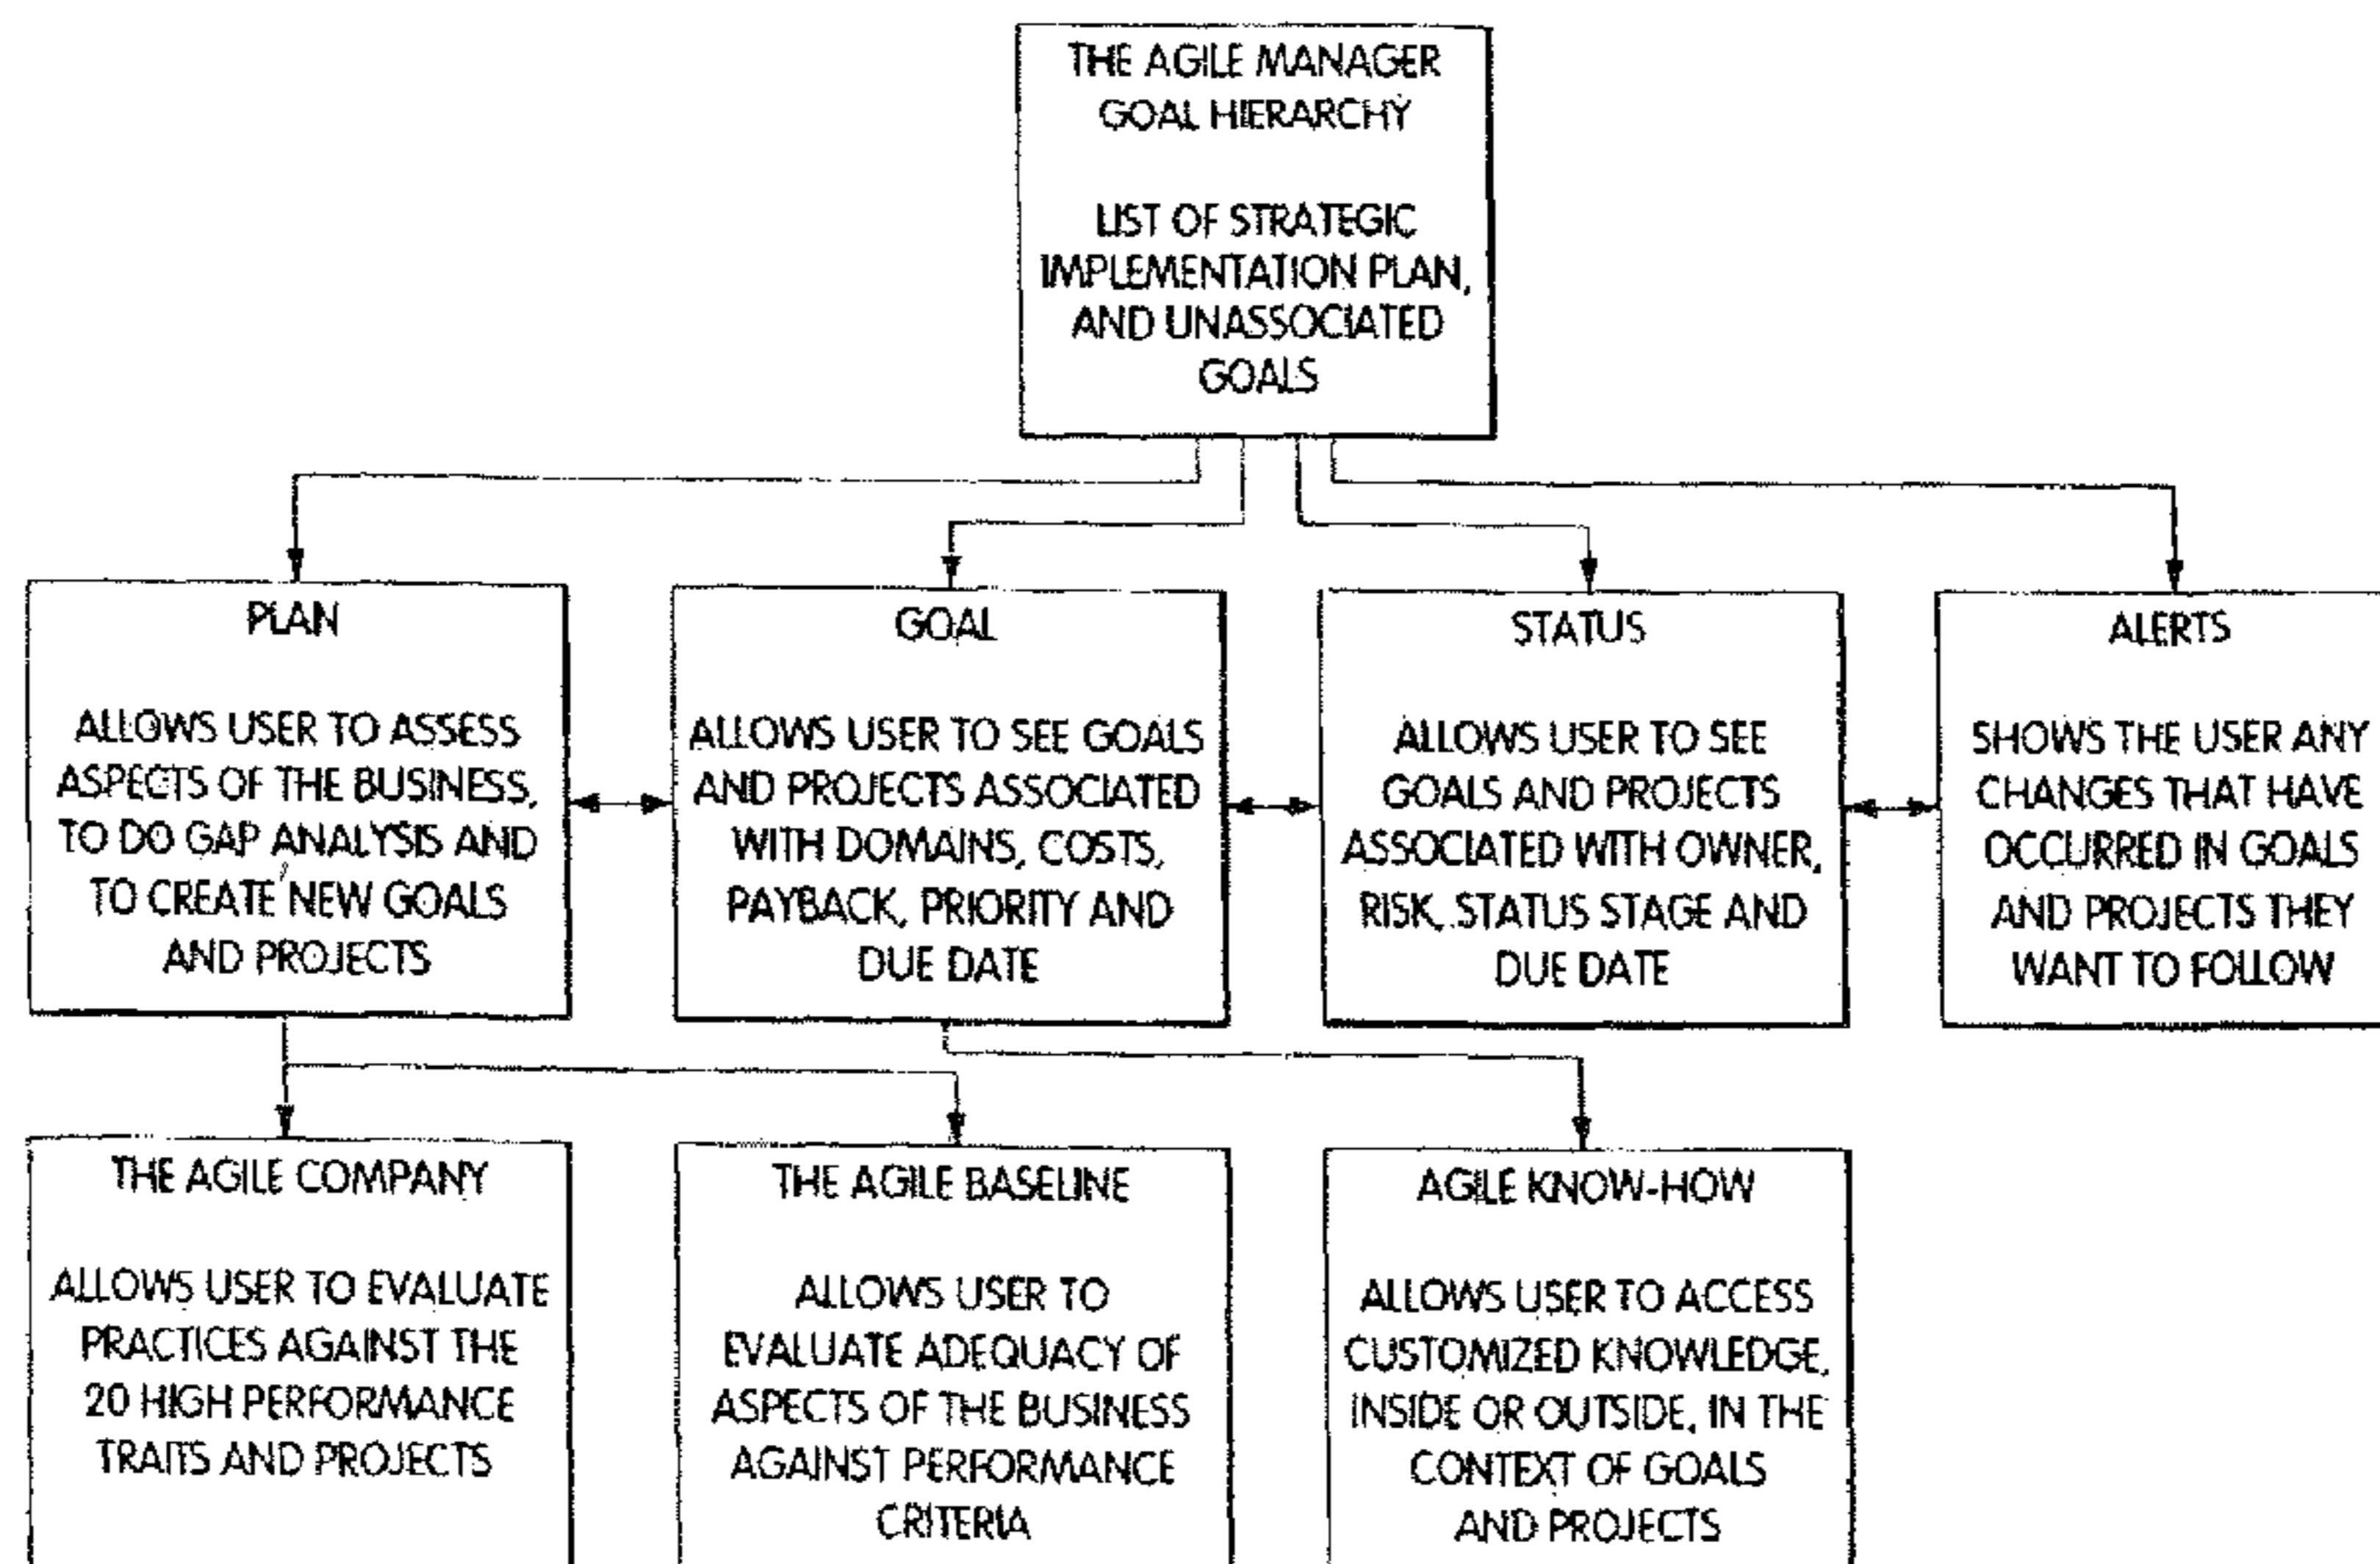 THE AGILE MANAGER
GOAL HIERARCHY
LIST OF STRATEGIC
IMPLEMENTATION PLAN,
AND UNASSOCIATED
GOALS
PLAN
ALLOWS USER TO ASSESS
ASPECTS OF THE BUSINESS,
TO DO GAP ANALYSIS AND
TO CREATE NEW GOALS
AND PROJECTS
GOAL
ALLOWS USER TO SEE GOALS
AND PROJECTS ASSOCIATED
WITH DOMAINS, COSTS,
PAYBACK, PRIORITY AND
DUE DATE
STATUS
ALLOWS USER TO SEE
GOALS AND PROJECTS
ASSOCIATED WITH OWNER,
RISK, STATUS STAGE AND
DUE DATE
ALERTS
SHOWS THE USER ANY
CHANGES THAT HAVE
OCCURRED IN GOALS
AND PROJECTS THEY
WANT TO FOLLOW
THE AGILE COMPANY
ALLOWS USER TO EVALUATE
PRACTICES AGAINST THE
20 HIGH PERFORMANCE
TRAITS AND PROJECTS
THE AGILE BASELINE
ALLOWS USER TO
EVALUATE ADEQUACY OF
ASPECTS OF THE BUSINESS
AGAINST PERFORMANCE
CRITERIA
AGILE KNOW-HOW
ALLOWS USER TO ACCESS
CUSTOMIZED KNOWLEDGE,
INSIDE OR OUTSIDE, IN THE
CONTEXT OF GOALS
AND PROJECTS